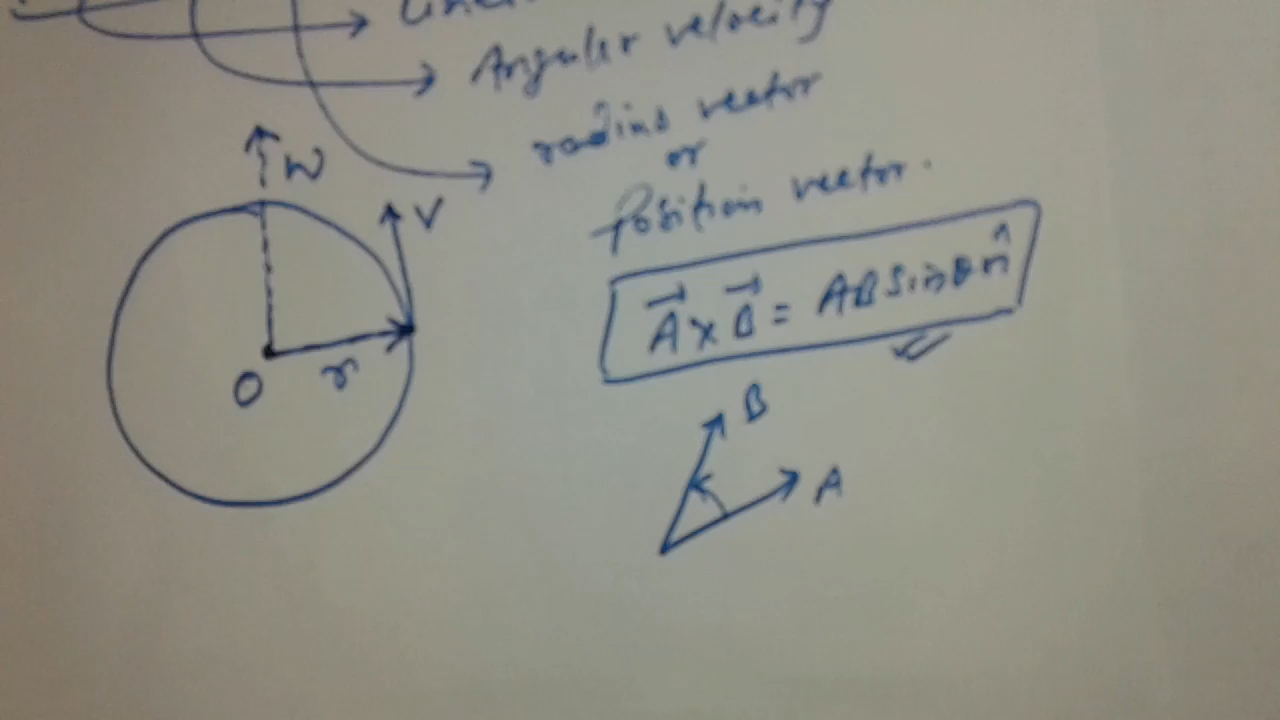 Angular velocity
radius vector
or
position vector.
W
V
O
r
A⃗ × B⃗ = AB Sinθ n̂
B
A